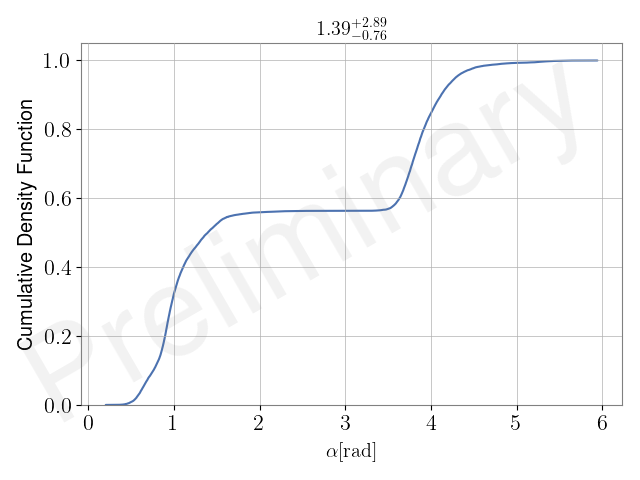 1.39^{+2.89}_{-0.76}
Cumulative Density Function
1.0
0.8
0.6
0.4
0.2
0.0
0 1 2 3 4 5 6
α[rad]
Preliminary